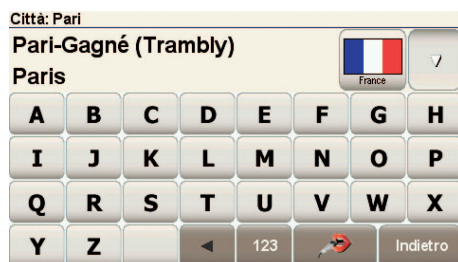 Città: Pari
Pari-Gagné (Trambly)
Paris
France
A B C D E F G H
I J K L M N O P
Q R S T U V W X
Y Z 123 Indietro